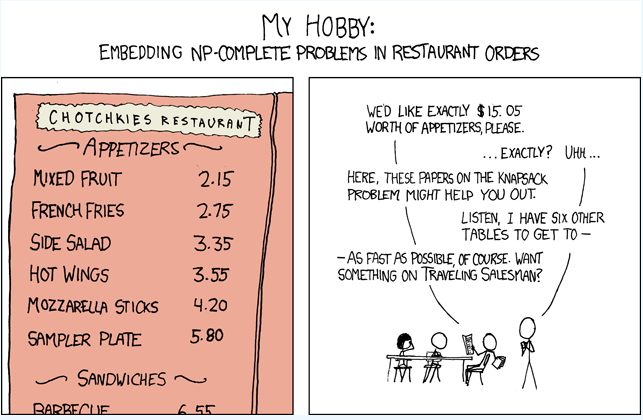 MY HOBBY:
EMBEDDING NP-COMPLETE PROBLEMS IN RESTAURANT ORDERS
CHOTCHKIES RESTAURANT
APPETIZERS
MIXED FRUIT 2.15
FRENCH FRIES 2.75
SIDE SALAD 3.35
HOT WINGS 3.55
MOZZARELLA STICKS 4.20
SAMPLER PLATE 5.80
SANDWICHES
BARBECUE 6.55
WE'D LIKE EXACTLY $15.05
WORTH OF APPETIZERS, PLEASE.
...EXACTLY? UHH...
HERE, THESE PAPERS ON THE KNAPSACK
PROBLEM MIGHT HELP YOU OUT.
LISTEN, I HAVE SIX OTHER
TABLES TO GET TO —
— AS FAST AS POSSIBLE, OF COURSE. WANT
SOMETHING ON TRAVELING SALESMAN?